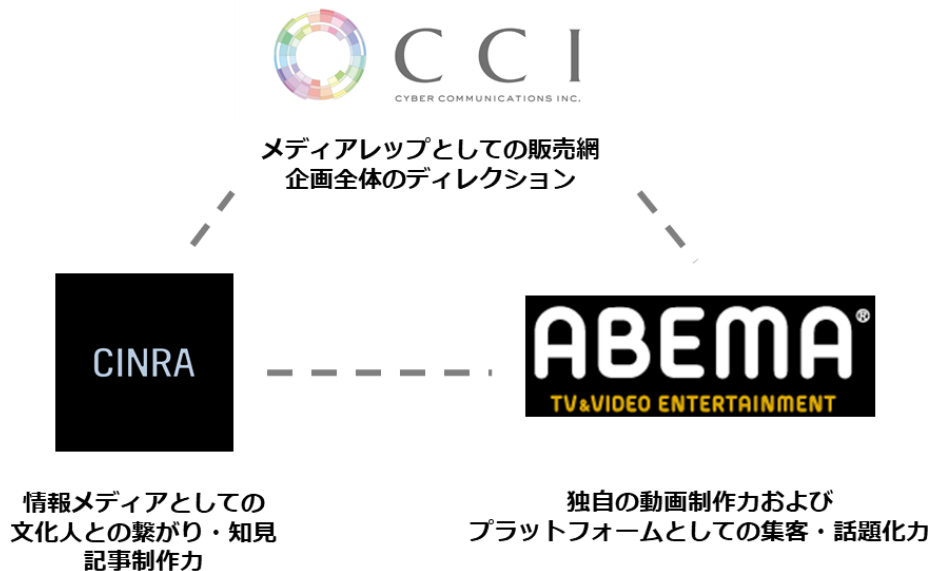 CCI
CYBER COMMUNICATIONS INC.
メディアレップとしての販売網
企画全体のディレクション
CINRA
ABEMA®
TV&VIDEO ENTERTAINMENT
情報メディアとしての
文化人との繋がり・知見
記事制作力
独自の動画制作力および
プラットフォームとしての集客・話題化力